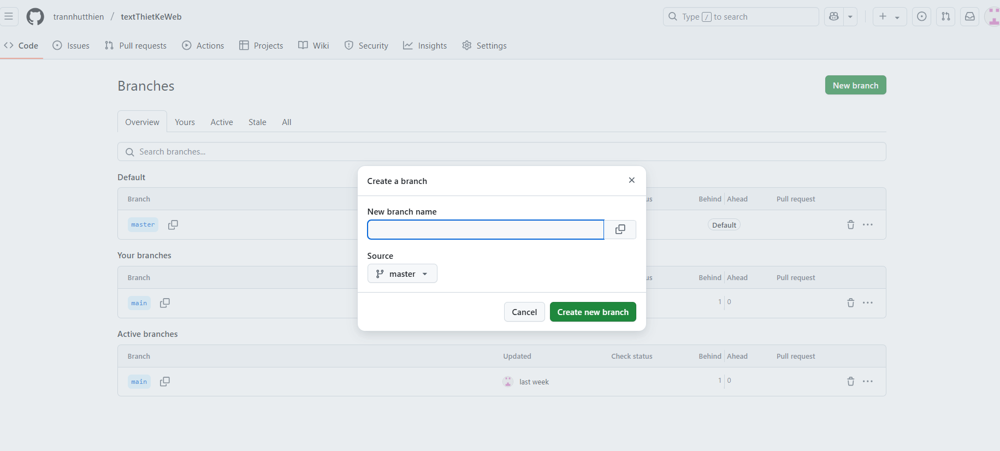 trannhutthien / textThietKeWeb
Type / to search
Code Issues Pull requests Actions Projects Wiki Security Insights Settings
Branches
New branch
Overview Yours Active Stale All
Search branches...
Default
Branch Behind Ahead Pull request
master Default
Your branches
Branch Behind Ahead Pull request
main 1 0
Active branches
Branch Updated Check status Behind Ahead Pull request
main last week 1 0
Create a branch
New branch name
Source
master
Cancel Create new branch